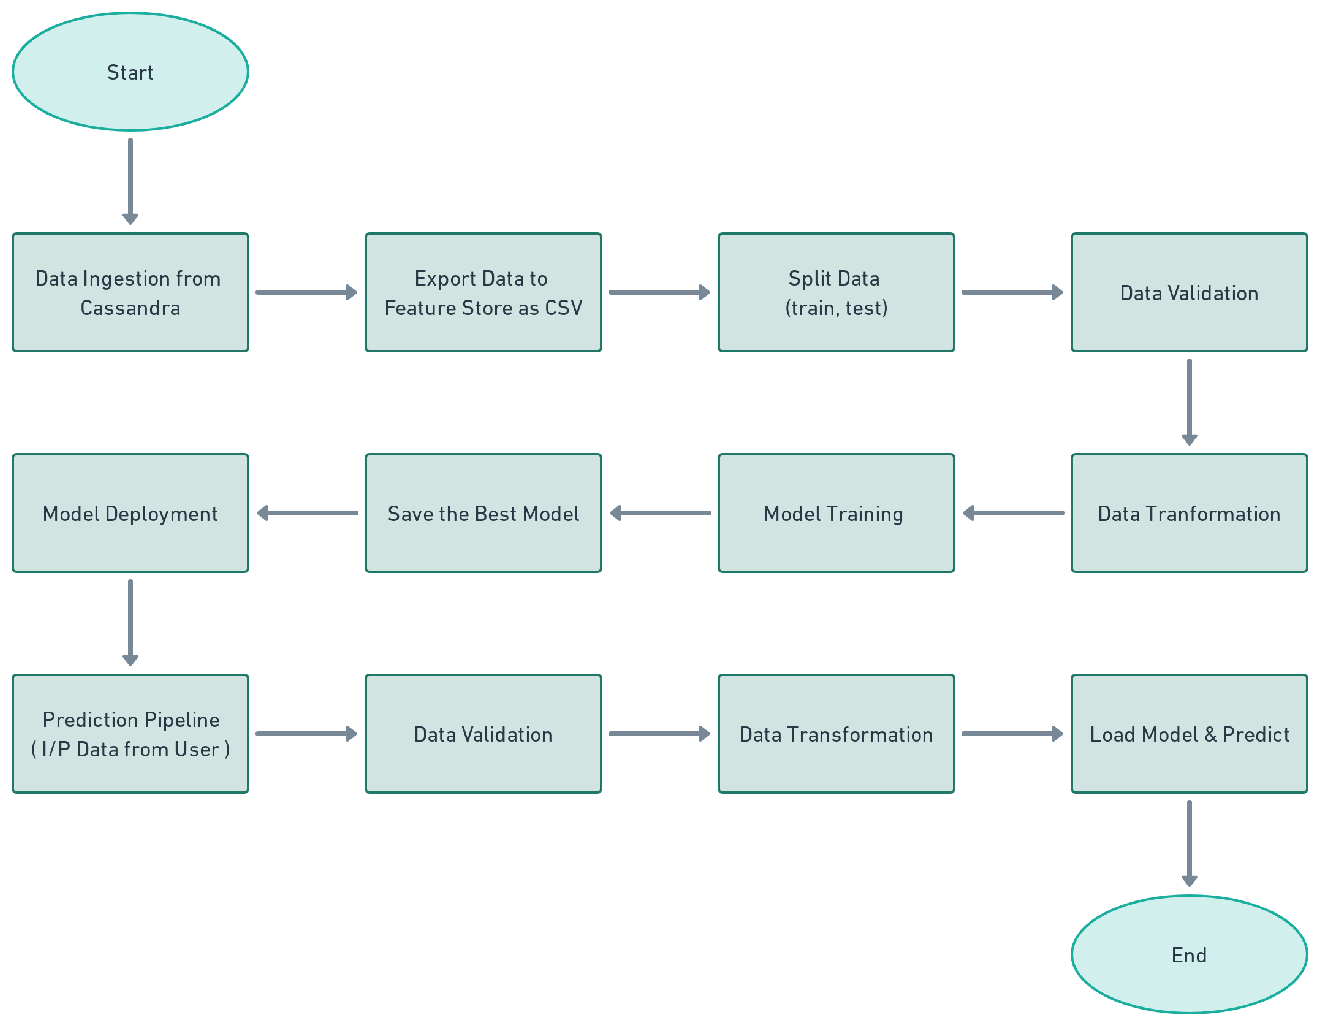 Start
Data Ingestion from
Cassandra
Export Data to
Feature Store as CSV
Split Data
(train, test)
Data Validation
Model Deployment
Save the Best Model
Model Training
Data Tranformation
Prediction Pipeline
( I/P Data from User )
Data Validation
Data Transformation
Load Model & Predict
End